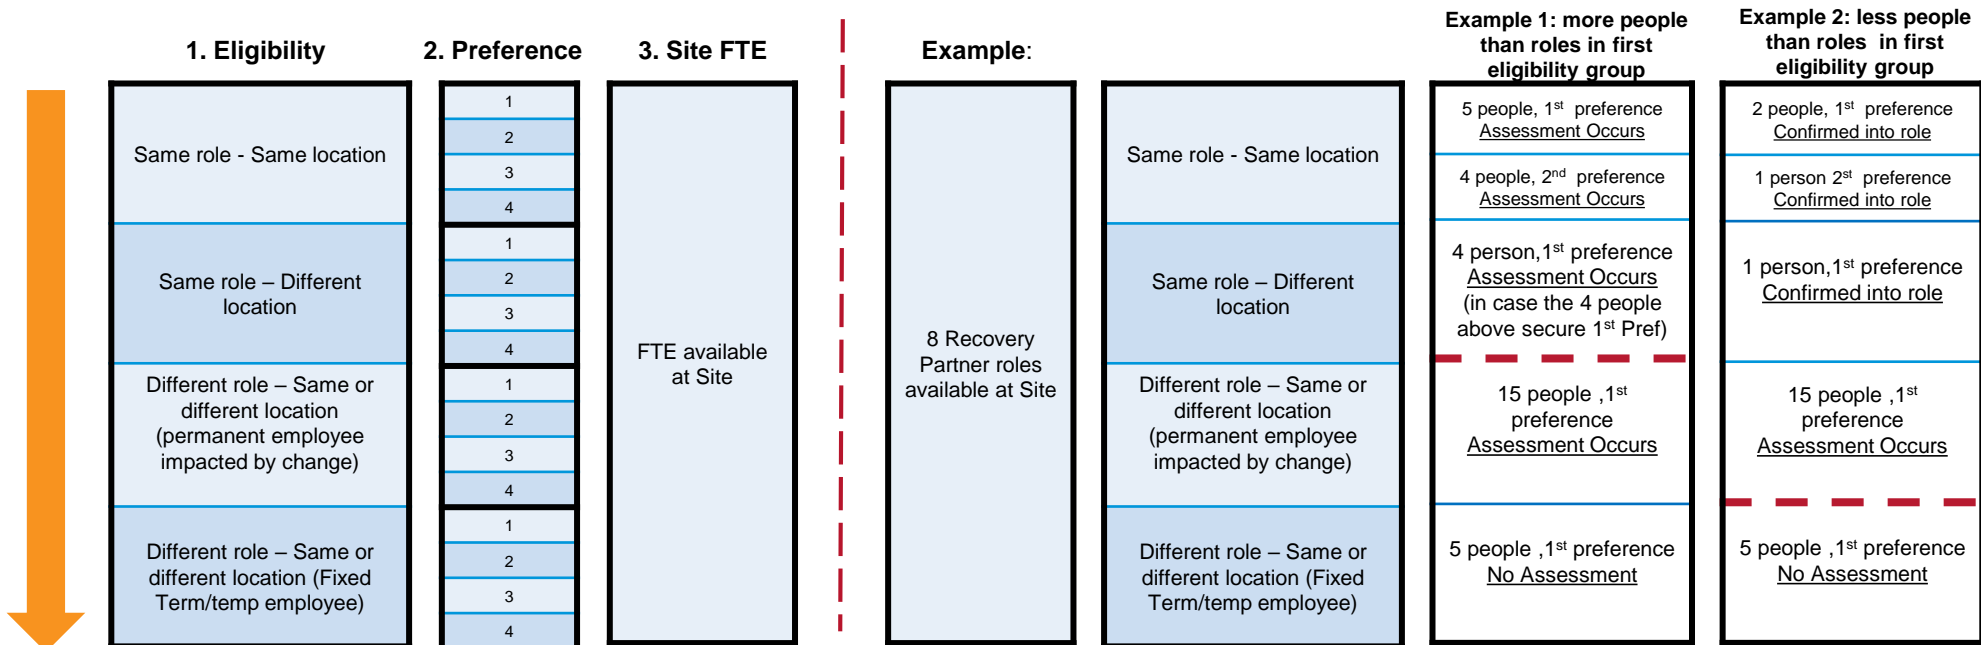 1. Eligibility
2. Preference
3. Site FTE
Example:
Example 1: more people
than roles in first
eligibility group
Example 2: less people
than roles  in first
eligibility group
Same role - Same location
1
2
3
4
Same role – Different
location
1
2
3
4
Different role – Same or
different location
(permanent employee
impacted by change)
1
2
3
4
Different role – Same or
different location (Fixed
Term/temp employee)
1
2
3
4
FTE available
at Site
8 Recovery
Partner roles
available at Site
Same role - Same location
Same role – Different
location
Different role – Same or
different location
(permanent employee
impacted by change)
Different role – Same or
different location (Fixed
Term/temp employee)
5 people, 1st preference
Assessment Occurs
4 people, 2nd preference
Assessment Occurs
4 person,1st preference
Assessment Occurs
(in case the 4 people
above secure 1st Pref)
15 people ,1st
preference
Assessment Occurs
5 people ,1st preference
No Assessment
2 people, 1st preference
Confirmed into role
1 person 2st preference
Confirmed into role
1 person,1st preference
Confirmed into role
15 people ,1st
preference
Assessment Occurs
5 people ,1st preference
No Assessment